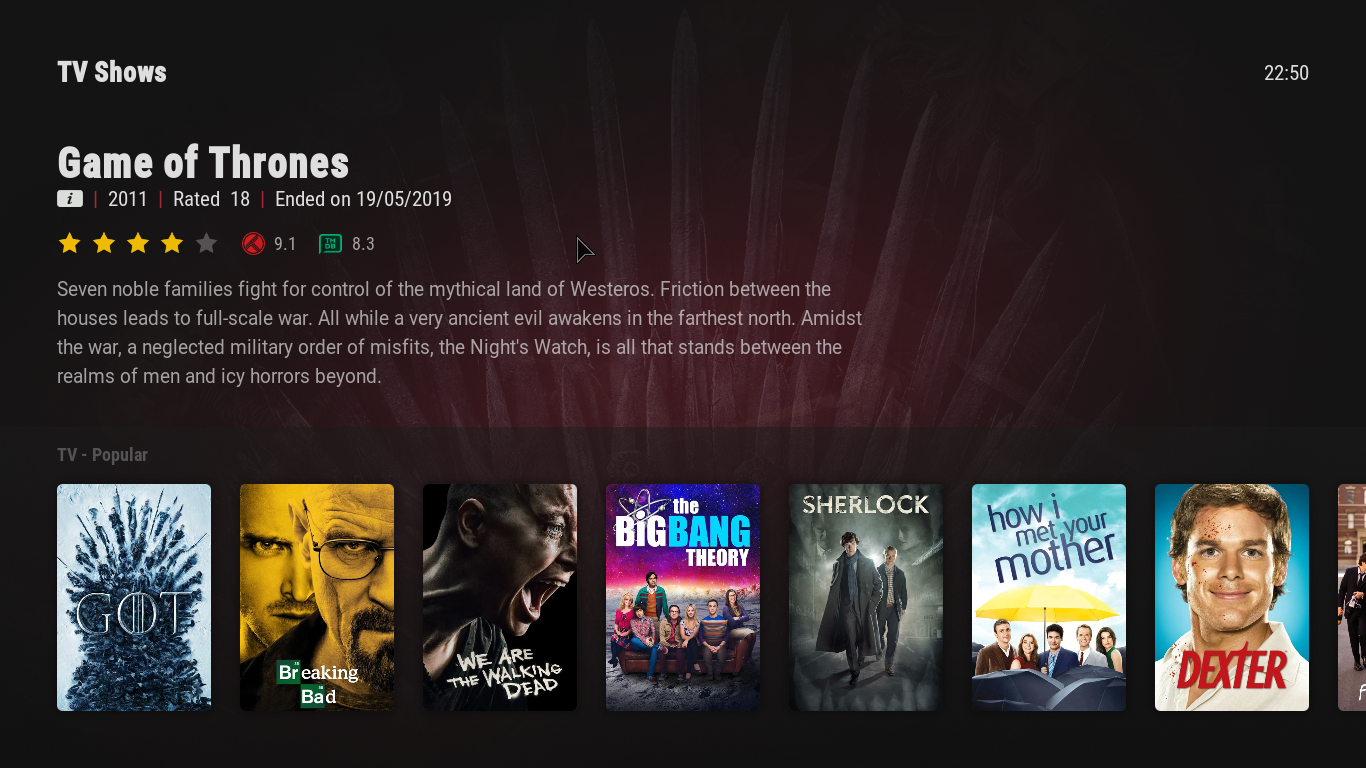 TV Shows
22:50
Game of Thrones
i | 2011 | Rated 18 | Ended on 19/05/2019
9.1 TMDB 8.3
Seven noble families fight for control of the mythical land of Westeros. Friction between the
houses leads to full-scale war. All while a very ancient evil awakens in the farthest north. Amidst
the war, a neglected military order of misfits, the Night's Watch, is all that stands between the
realms of men and icy horrors beyond.
TV - Popular
GOT
Breaking
Bad
WE ARE
THE WALKING
DEAD
the
BIGBANG
THEORY
SHERLOCK
how i
met your
mother
DEXTER